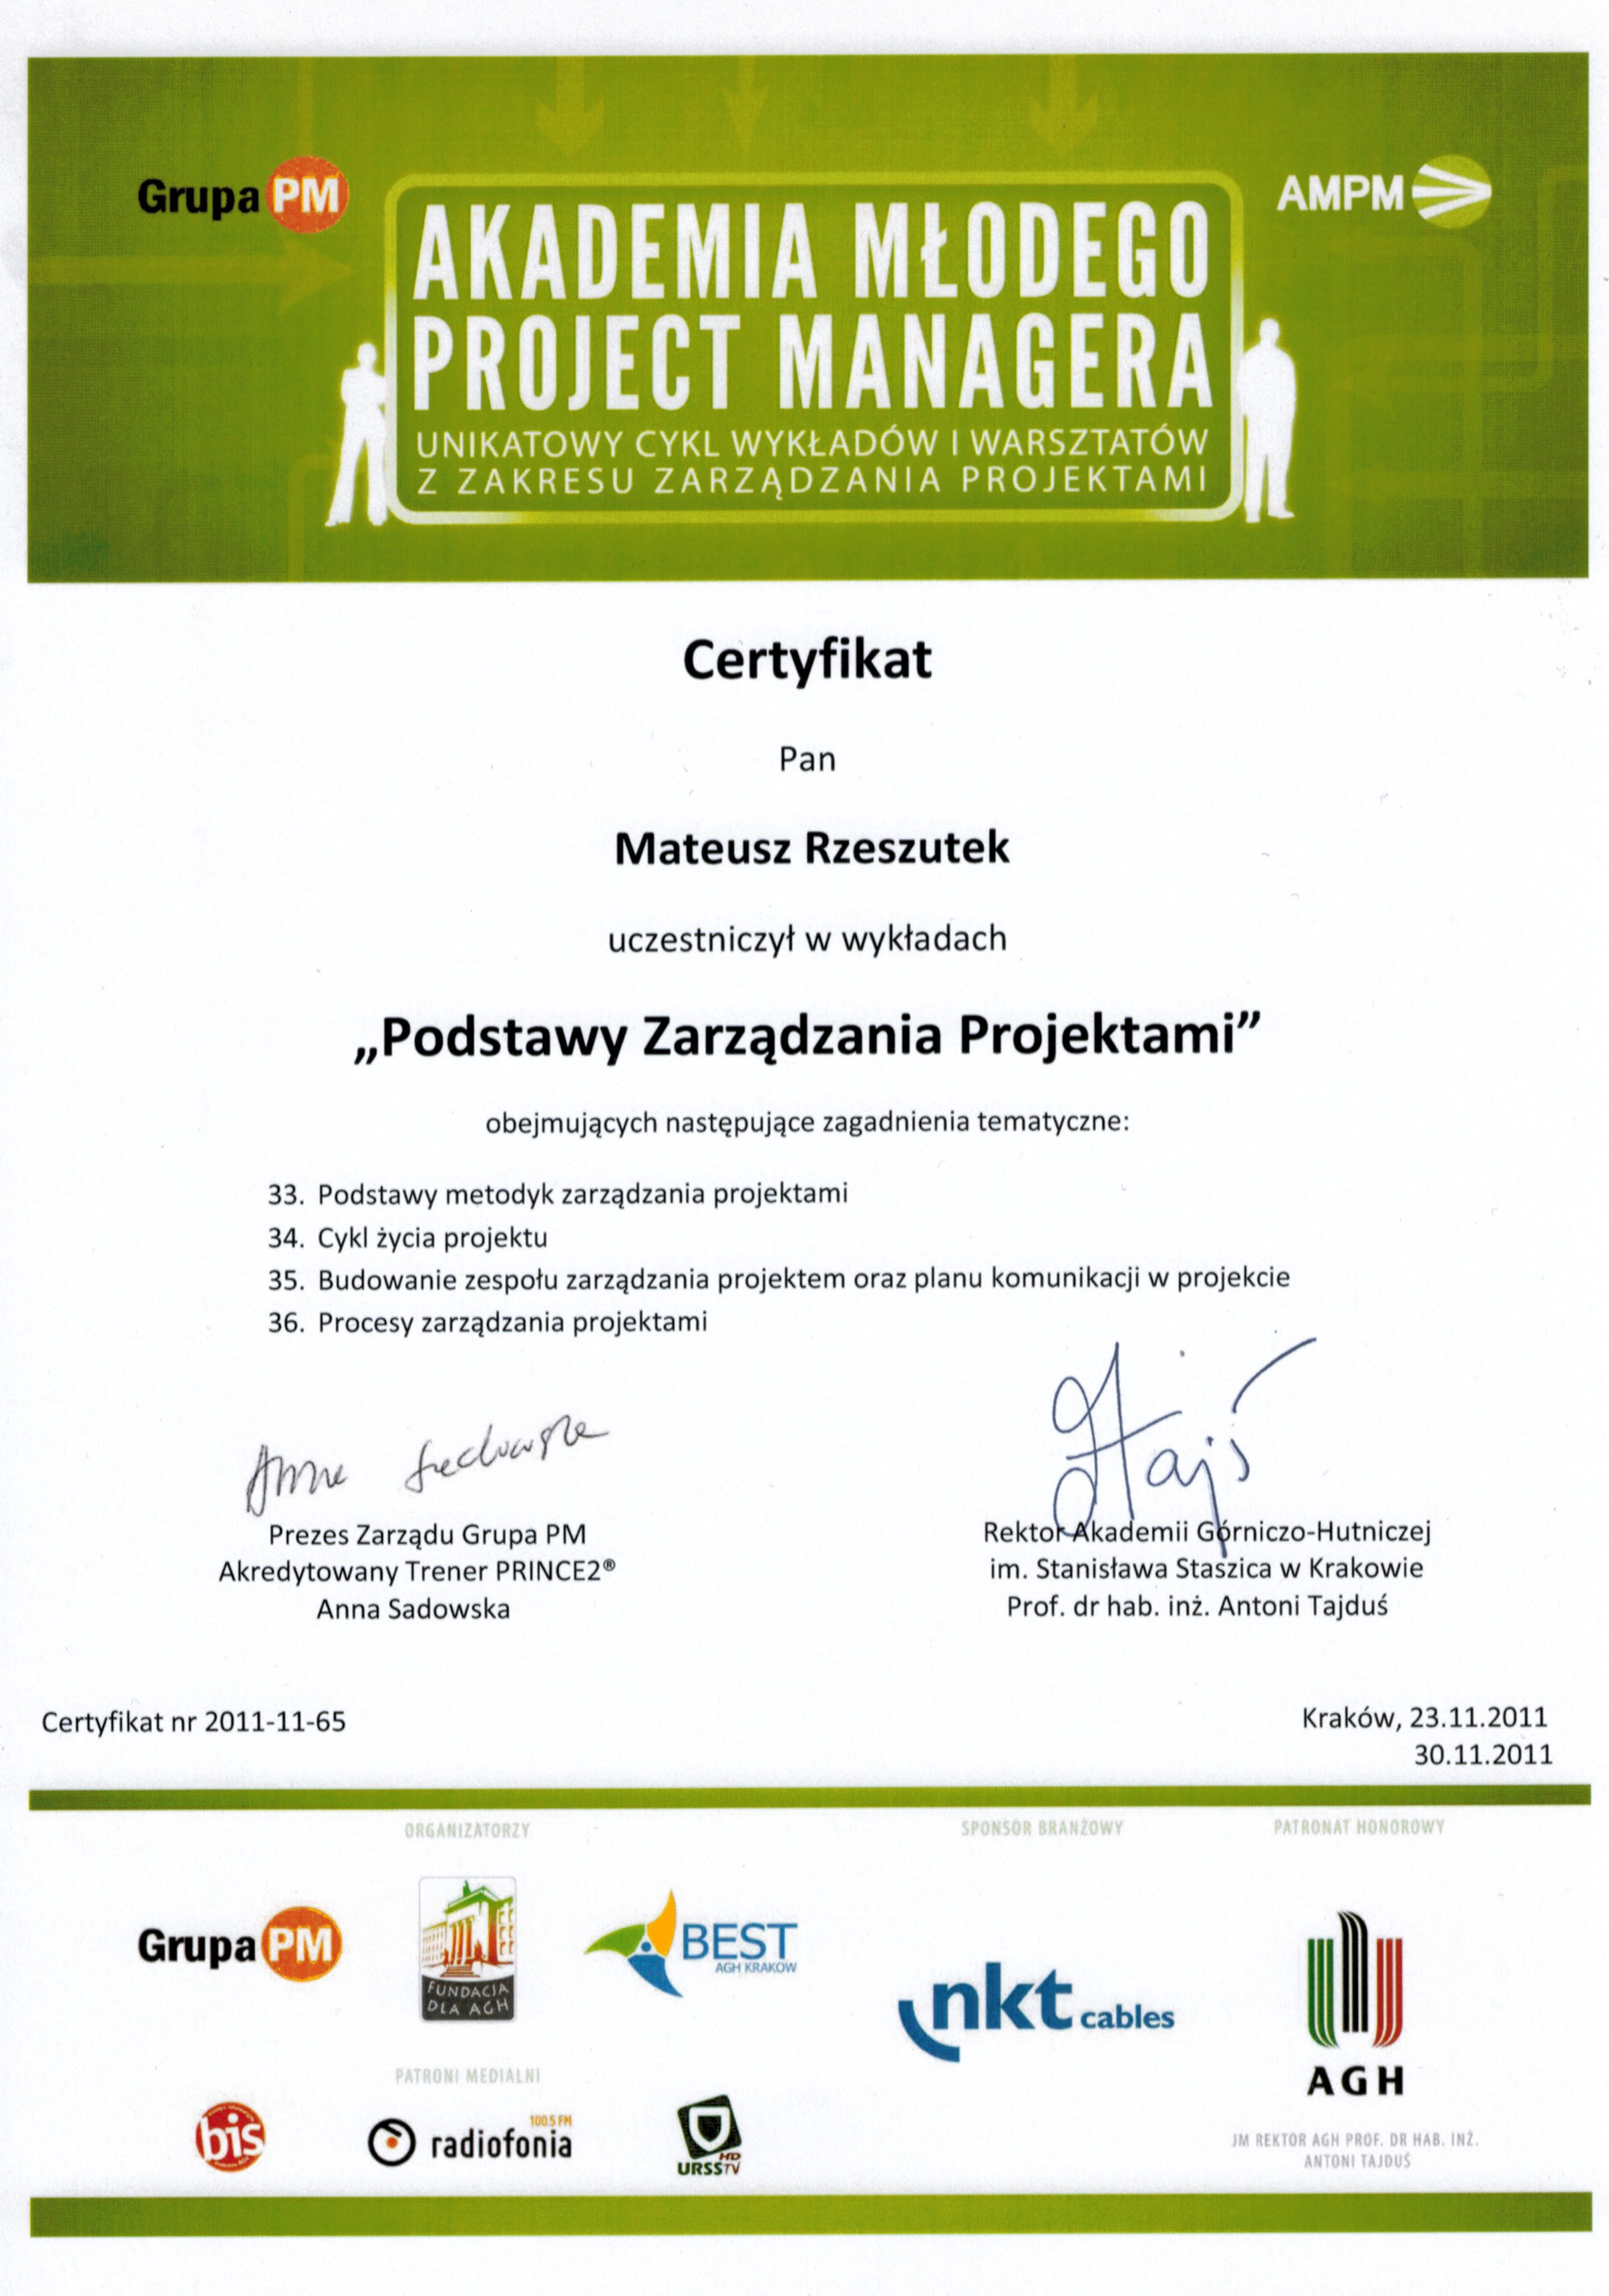 Grupa PM
AMPM
AKADEMIA MŁODEGO
PROJECT MANAGERA
UNIKATOWY CYKL WYKŁADÓW I WARSZTATÓW
Z ZAKRESU ZARZĄDZANIA PROJEKTAMI
Certyfikat
Pan
Mateusz Rzeszutek
uczestniczył w wykładach
„Podstawy Zarządzania Projektami”
obejmujących następujące zagadnienia tematyczne:
33. Podstawy metodyk zarządzania projektami
34. Cykl życia projektu
35. Budowanie zespołu zarządzania projektem oraz planu komunikacji w projekcie
36. Procesy zarządzania projektami
Prezes Zarządu Grupa PM
Akredytowany Trener PRINCE2®
Anna Sadowska
Rektor Akademii Górniczo-Hutniczej
im. Stanisława Staszica w Krakowie
Prof. dr hab. inż. Antoni Tajduś
Certyfikat nr 2011-11-65
Kraków, 23.11.2011
30.11.2011
ORGANIZATORZY
SPONSOR BRANŻOWY
PATRONAT HONOROWY
Grupa PM
FUNDACJA
DLA AGH
BEST
AGH KRAKOW
nkt cables
AGH
PATRONI MEDIALNI
bis
100.5 FM
radiofonia
HD
URSSTV
JM REKTOR AGH PROF. DR HAB. INŻ.
ANTONI TAJDUŚ